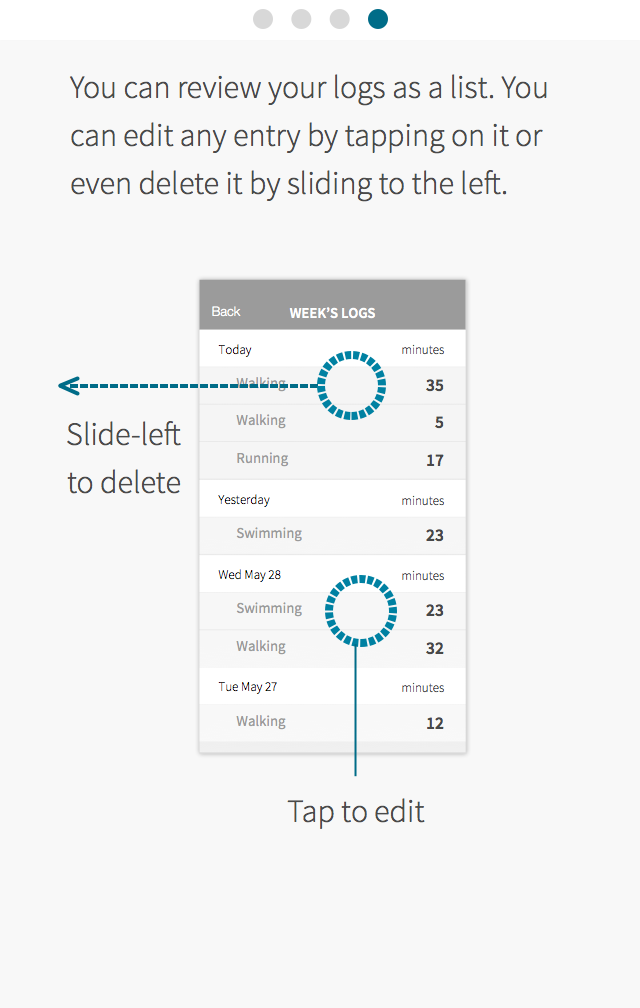 You can review your logs as a list. You
can edit any entry by tapping on it or
even delete it by sliding to the left.
Back WEEK'S LOGS
Today minutes
Walking 35
Walking 5
Running 17
Slide-left
to delete
Yesterday minutes
Swimming 23
Wed May 28 minutes
Swimming 23
Walking 32
Tue May 27 minutes
Walking 12
Tap to edit